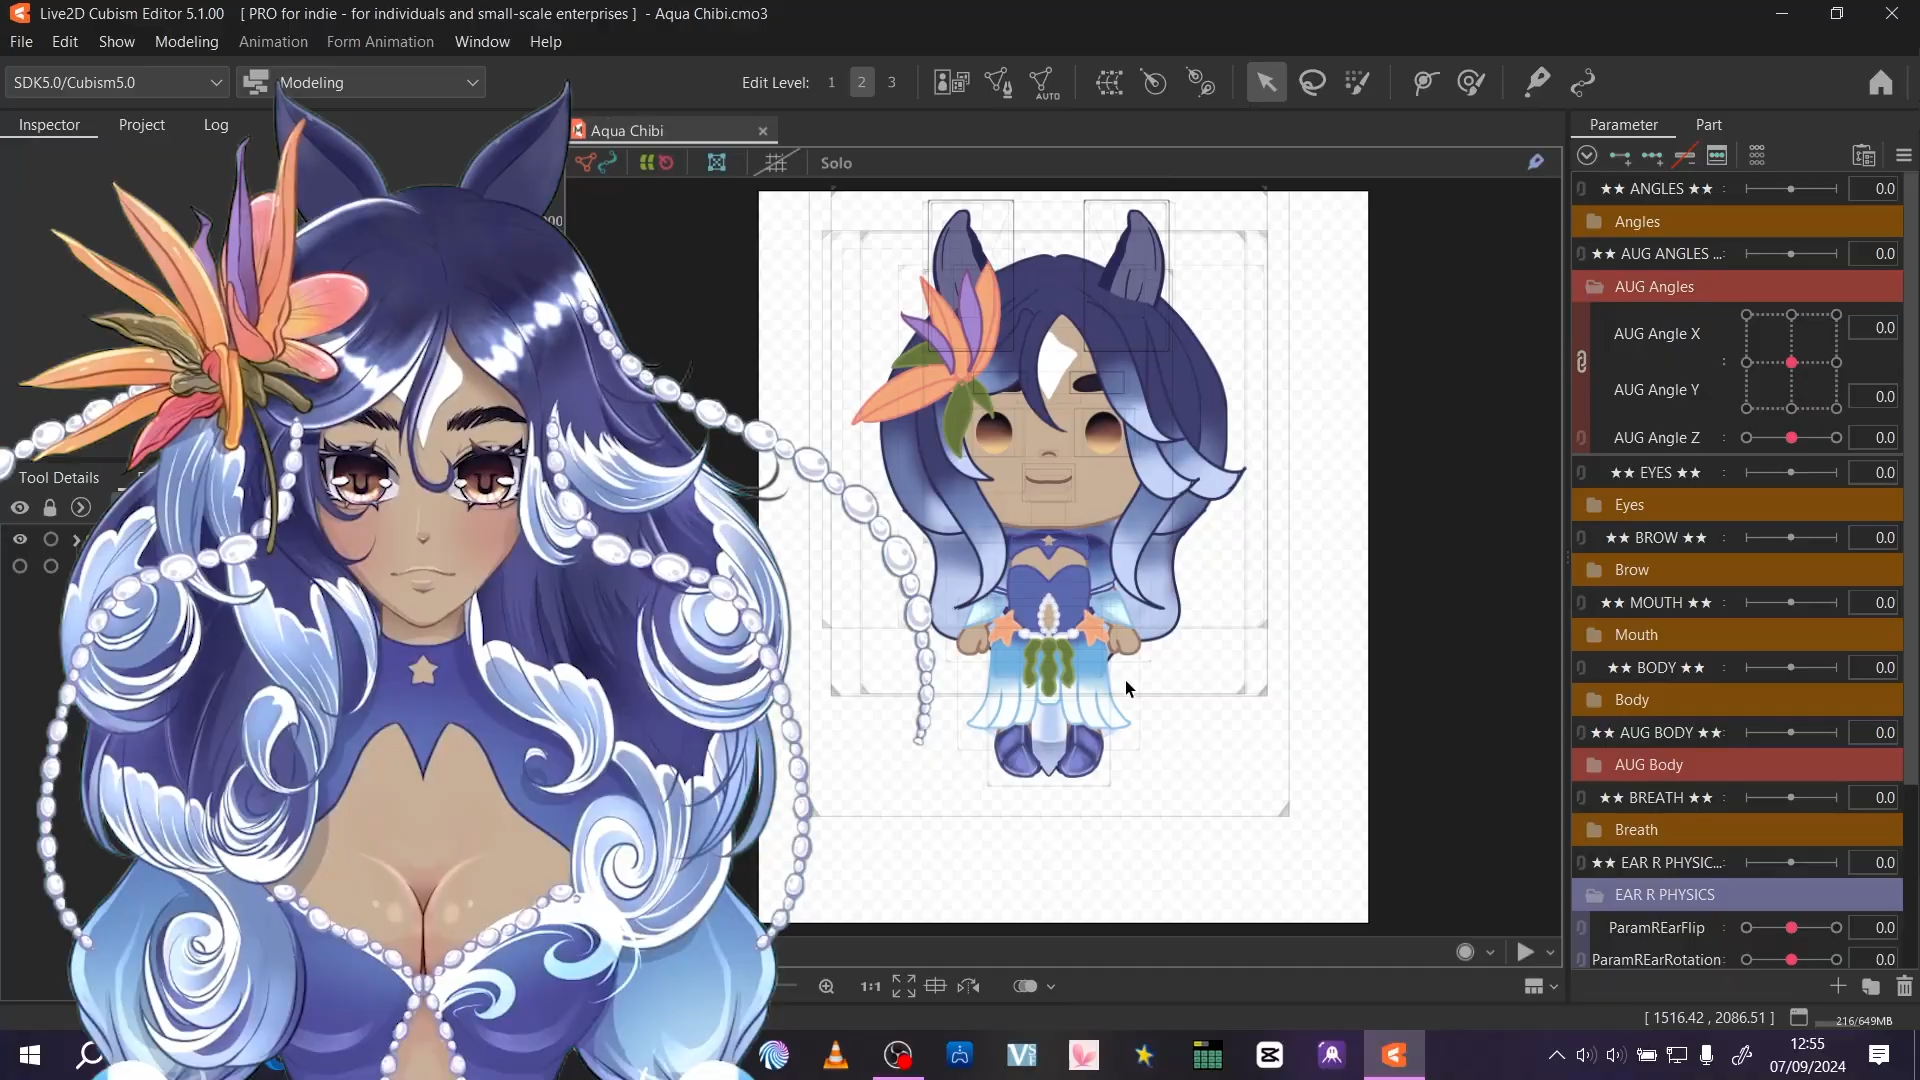 Live2D Cubism Editor 5.1.00 [ PRO for indie - for individuals and small-scale enterprises ] - Aqua Chibi.cmo3
File Edit Show Modeling Animation Form Animation Window Help
SDK5.0/Cubism5.0 Modeling Edit Level: 1 2 3 AUTO
Inspector Project Log
Aqua Chibi
Solo
Tool Details
Parameter Part
★★ ANGLES ★★ : 0.0
Angles
★★ AUG ANGLES ...: 0.0
AUG Angles
AUG Angle X 0.0
:
AUG Angle Y 0.0
AUG Angle Z : 0.0
★★ EYES ★★ : 0.0
Eyes
★★ BROW ★★ : 0.0
Brow
★★ MOUTH ★★ : 0.0
Mouth
★★ BODY ★★ : 0.0
Body
★★ AUG BODY ★★: 0.0
AUG Body
★★ BREATH ★★ : 0.0
Breath
★★ EAR R PHYSIC...: 0.0
EAR R PHYSICS
ParamREarFlip : 0.0
ParamREarRotation: 0.0
1:1
[ 1516.42 , 2086.51 ] 216/649MB
12:55
07/09/2024